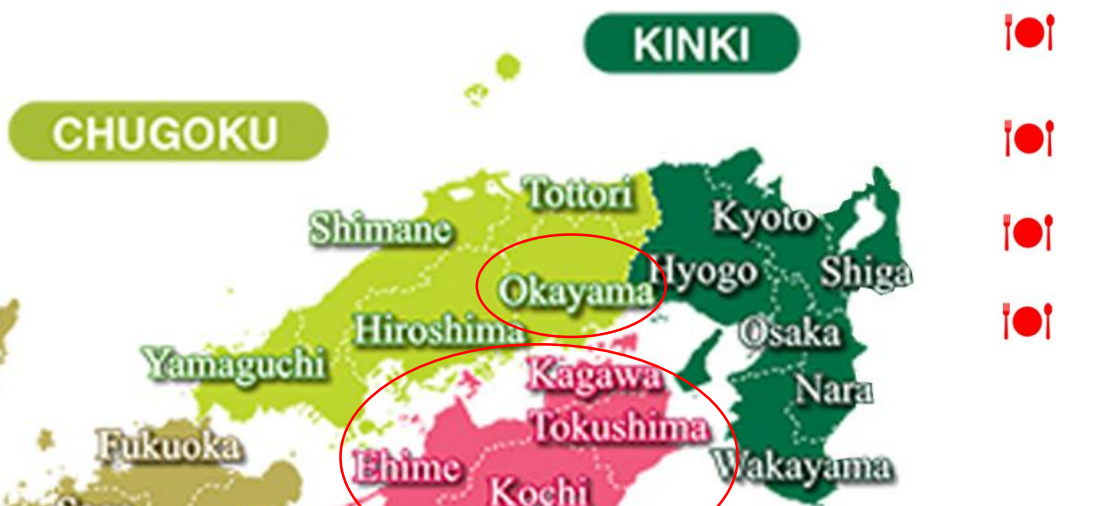 KINKI
CHUGOKU
Tottori
Shimane
Kyoto
Okayama
Hyogo
Shiga
Hiroshima
Osaka
Yamaguchi
Kagawa
Nara
Tokushima
Fukuoka
Ehime
Wakayama
Kochi